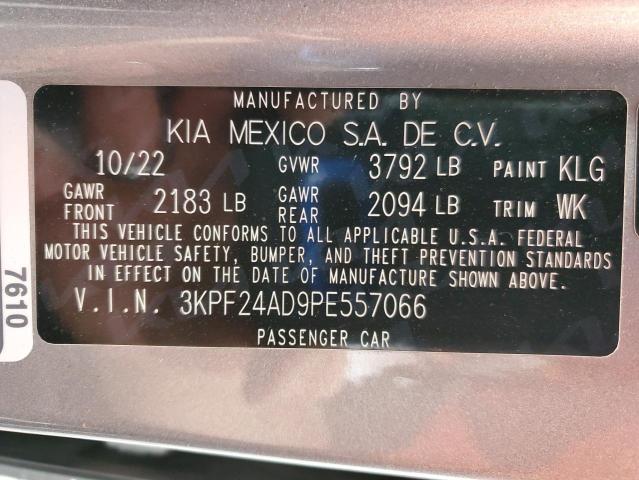 MANUFACTURED BY
KIA MEXICO S.A. DE C.V.
10/22 GVWR 3792 LB PAINT KLG
GAWR FRONT 2183 LB GAWR REAR 2094 LB TRIM WK
THIS VEHICLE CONFORMS TO ALL APPLICABLE U.S.A. FEDERAL
MOTOR VEHICLE SAFETY, BUMPER, AND THEFT PREVENTION STANDARDS
IN EFFECT ON THE DATE OF MANUFACTURE SHOWN ABOVE.
V.I.N. 3KPF24AD9PE557066
PASSENGER CAR
7610